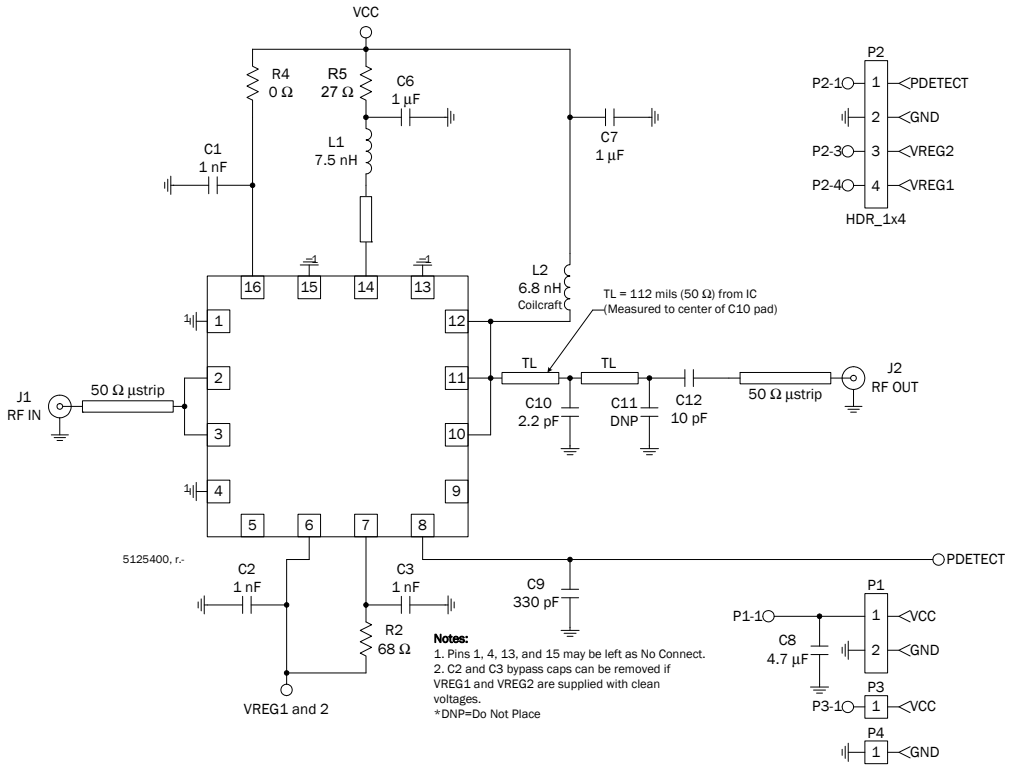 VCC
P2
R4
0 Ω
R5
27 Ω
C6
1 µF
P2-1
1
PDETECT
2
GND
P2-3
3
VREG2
P2-4
4
VREG1
HDR_1x4
C7
1 µF
L1
7.5 nH
C1
1 nF
16
15
14
13
L2
6.8 nH
Coilcraft
TL = 112 mils (50 Ω) from IC
(Measured to center of C10 pad)
1
2
3
4
12
11
10
9
J1
RF IN
50 Ω µstrip
TL
TL
C10
2.2 pF
C11
DNP
C12
10 pF
50 Ω µstrip
J2
RF OUT
5
6
7
8
5125400, r.-
C2
1 nF
C3
1 nF
R2
68 Ω
VREG1 and 2
C9
330 pF
PDETECT
Notes:
1. Pins 1, 4, 13, and 15 may be left as No Connect.
2. C2 and C3 bypass caps can be removed if
VREG1 and VREG2 are supplied with clean
voltages.
*DNP=Do Not Place
P1
P1-1
1
VCC
2
GND
C8
4.7 µF
P3
P3-1
1
VCC
P4
1
GND